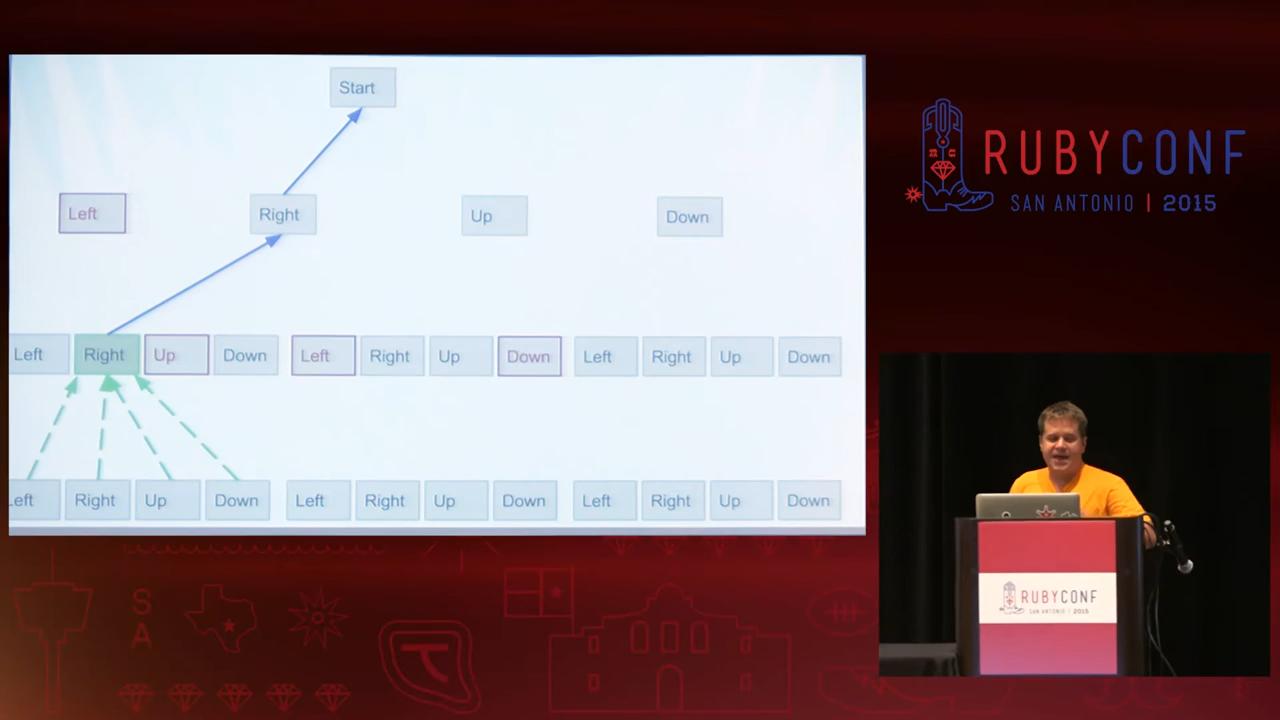 Start
Left Right Up Down
Left Right Up Down Left Right Up Down Left Right Up Down
Right Up Down Left Right Up Down Left Right Up Down
RUBYCONF
SAN ANTONIO | 2015
RUBYCONF
SAN ANTONIO | 2015
S
A